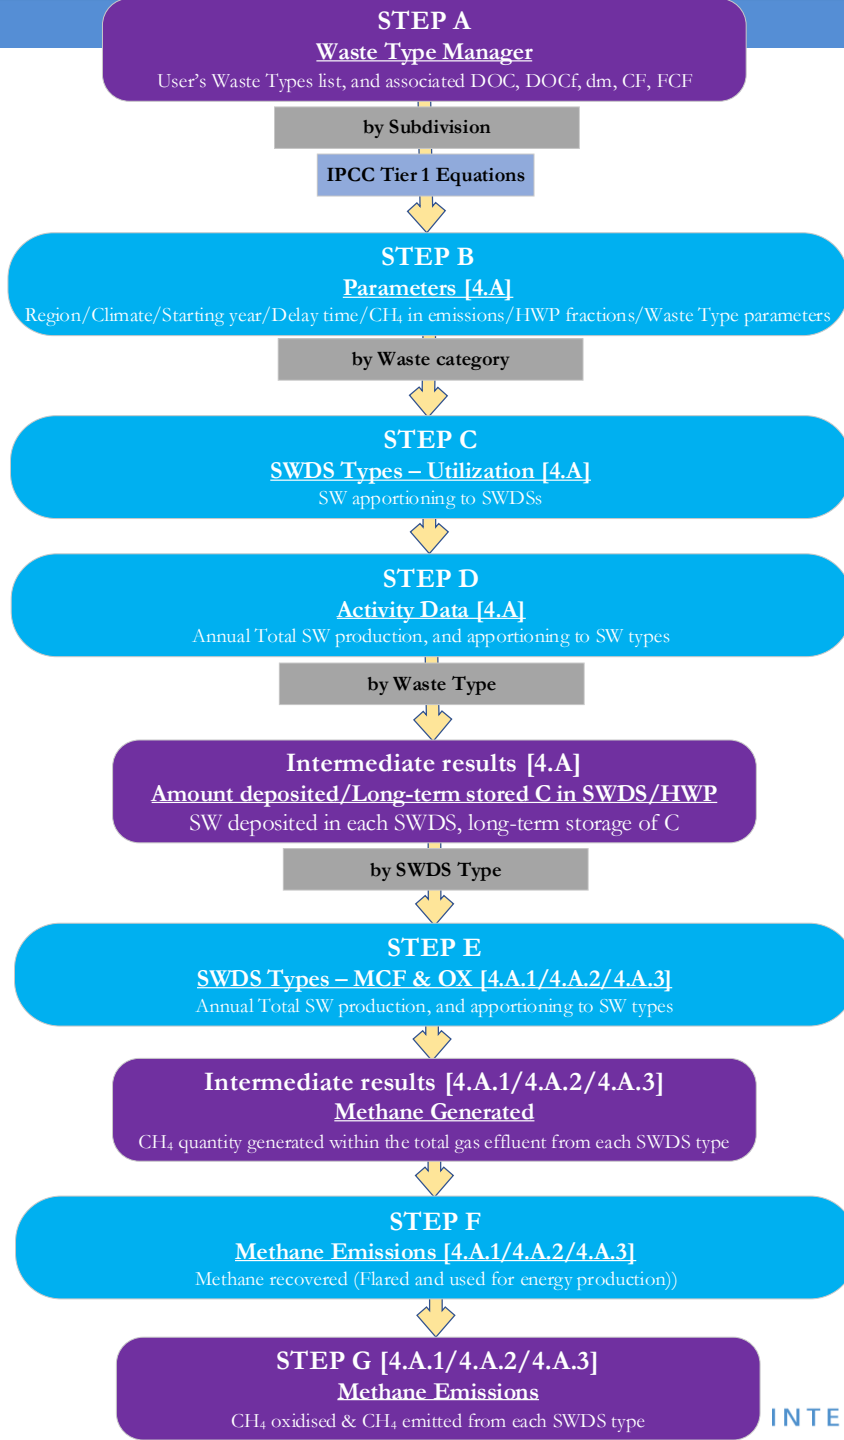 STEP A
Waste Type Manager
User's Waste Types list, and associated DOC, DOCf, dm, CF, FCF
by Subdivision
IPCC Tier 1 Equations
STEP B
Parameters [4.A]
Region/Climate/Starting year/Delay time/CH₄ in emissions/HWP fractions/Waste Type parameters
by Waste category
STEP C
SWDS Types – Utilization [4.A]
SW apportioning to SWDSs
STEP D
Activity Data [4.A]
Annual Total SW production, and apportioning to SW types
by Waste Type
Intermediate results [4.A]
Amount deposited/Long-term stored C in SWDS/HWP
SW deposited in each SWDS, long-term storage of C
by SWDS Type
STEP E
SWDS Types – MCF & OX [4.A.1/4.A.2/4.A.3]
Annual Total SW production, and apportioning to SW types
Intermediate results [4.A.1/4.A.2/4.A.3]
Methane Generated
CH₄ quantity generated within the total gas effluent from each SWDS type
STEP F
Methane Emissions [4.A.1/4.A.2/4.A.3]
Methane recovered (Flared and used for energy production))
STEP G [4.A.1/4.A.2/4.A.3]
Methane Emissions
CH₄ oxidised & CH₄ emitted from each SWDS type
INTE